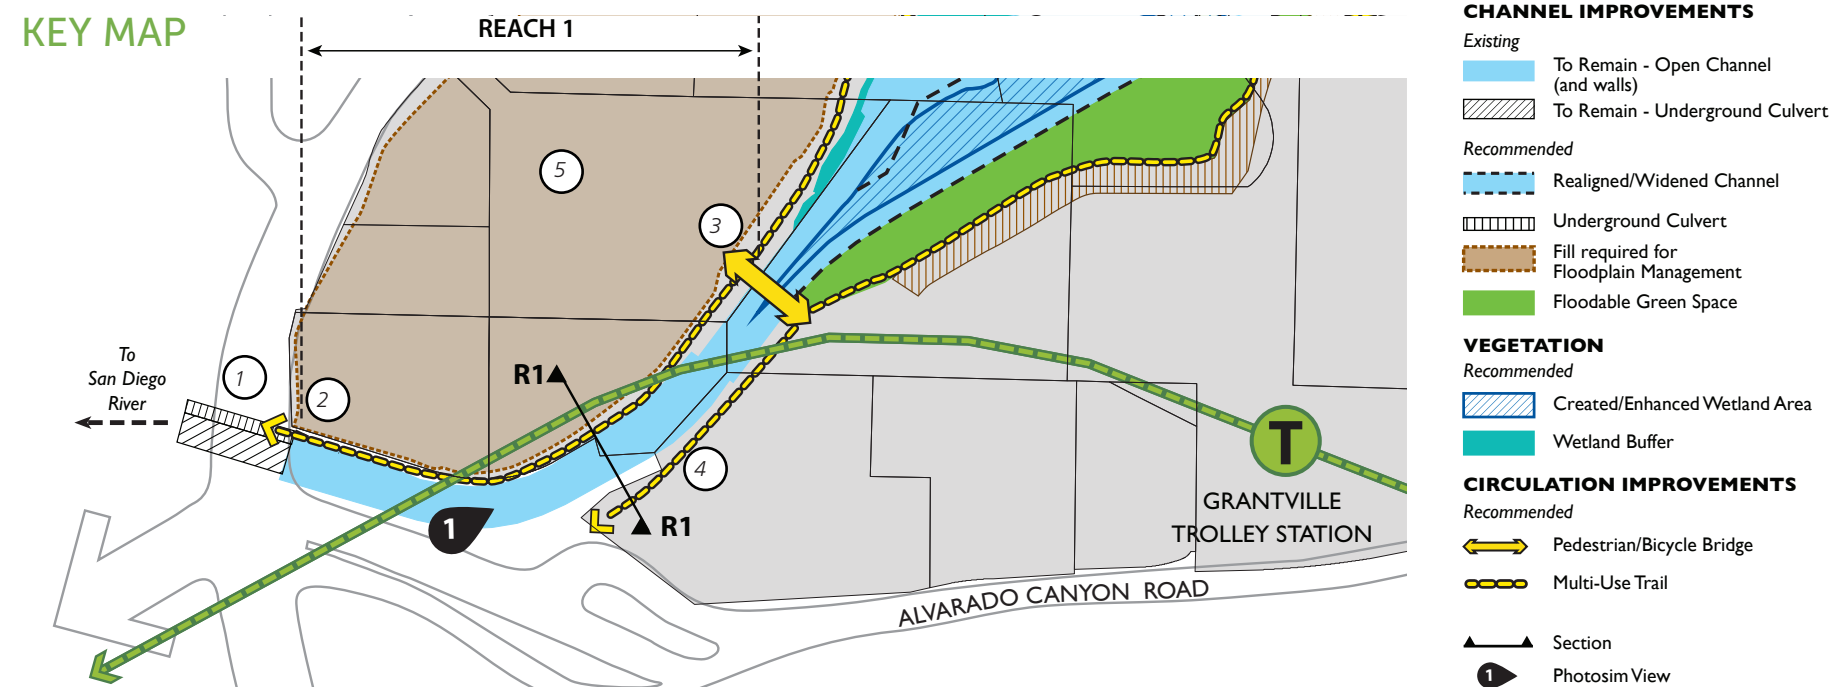 KEY MAP
REACH 1
5
3
To
San Diego
River
1
2
R1
4
1
R1
T
GRANTVILLE
TROLLEY STATION
ALVARADO CANYON ROAD
CHANNEL IMPROVEMENTS
Existing
To Remain - Open Channel
(and walls)
To Remain - Underground Culvert
Recommended
Realigned/Widened Channel
Underground Culvert
Fill required for
Floodplain Management
Floodable Green Space
VEGETATION
Recommended
Created/Enhanced Wetland Area
Wetland Buffer
CIRCULATION IMPROVEMENTS
Recommended
Pedestrian/Bicycle Bridge
Multi-Use Trail
Section
1
Photosim View